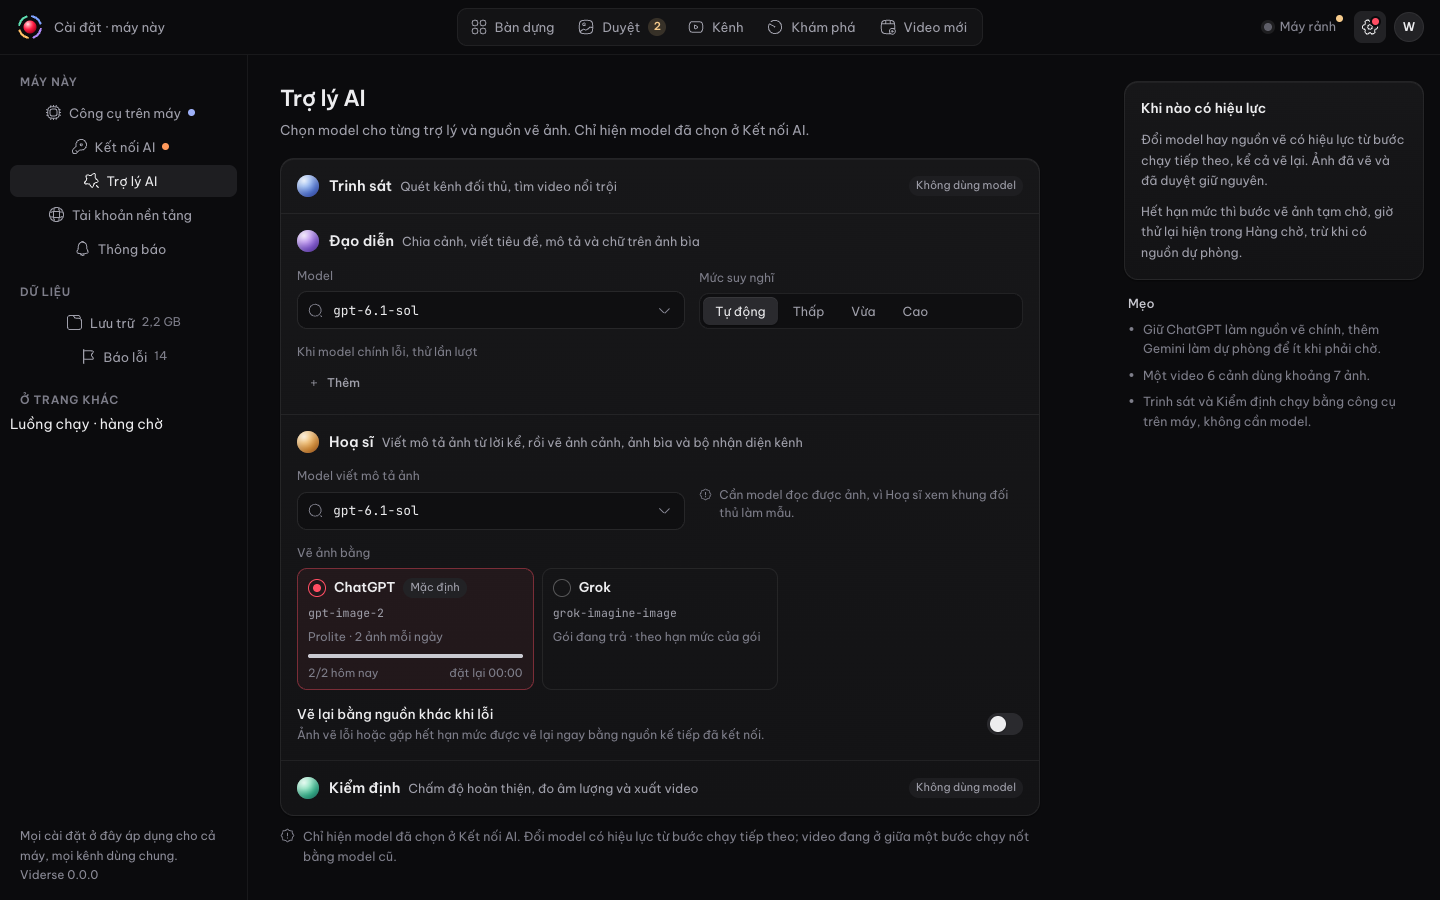 Cài đặt · máy này
Bàn dựng
Duyệt 2
Kênh
Khám phá
Video mới
Máy rảnh
W
MÁY NÀY
Công cụ trên máy
Kết nối AI
Trợ lý AI
Tài khoản nền tảng
Thông báo
DỮ LIỆU
Lưu trữ 2,2 GB
Báo lỗi 14
Ở TRANG KHÁC
Luồng chạy · hàng chờ
Mọi cài đặt ở đây áp dụng cho cả
máy, mọi kênh dùng chung.
Viderse 0.0.0
Trợ lý AI
Chọn model cho từng trợ lý và nguồn vẽ ảnh. Chỉ hiện model đã chọn ở Kết nối AI.
Trinh sát Quét kênh đối thủ, tìm video nổi trội
Không dùng model
Đạo diễn Chia cảnh, viết tiêu đề, mô tả và chữ trên ảnh bìa
Model
gpt-6.1-sol
Mức suy nghĩ
Tự động Thấp Vừa Cao
Khi model chính lỗi, thử lần lượt
+ Thêm
Hoạ sĩ Viết mô tả ảnh từ lời kể, rồi vẽ ảnh cảnh, ảnh bìa và bộ nhận diện kênh
Model viết mô tả ảnh
gpt-6.1-sol
Cần model đọc được ảnh, vì Hoạ sĩ xem khung đối
thủ làm mẫu.
Vẽ ảnh bằng
ChatGPT Mặc định
gpt-image-2
Prolite · 2 ảnh mỗi ngày
2/2 hôm nay đặt lại 00:00
Grok
grok-imagine-image
Gói đang trả · theo hạn mức của gói
Vẽ lại bằng nguồn khác khi lỗi
Ảnh vẽ lỗi hoặc gặp hết hạn mức được vẽ lại ngay bằng nguồn kế tiếp đã kết nối.
Kiểm định Chấm độ hoàn thiện, đo âm lượng và xuất video
Không dùng model
Chỉ hiện model đã chọn ở Kết nối AI. Đổi model có hiệu lực từ bước chạy tiếp theo; video đang ở giữa một bước chạy nốt
bằng model cũ.
Khi nào có hiệu lực
Đổi model hay nguồn vẽ có hiệu lực từ bước
chạy tiếp theo, kể cả vẽ lại. Ảnh đã vẽ và
đã duyệt giữ nguyên.
Hết hạn mức thì bước vẽ ảnh tạm chờ, giờ
thử lại hiện trong Hàng chờ, trừ khi có
nguồn dự phòng.
Mẹo
• Giữ ChatGPT làm nguồn vẽ chính, thêm
Gemini làm dự phòng để ít khi phải chờ.
• Một video 6 cảnh dùng khoảng 7 ảnh.
• Trinh sát và Kiểm định chạy bằng công cụ
trên máy, không cần model.